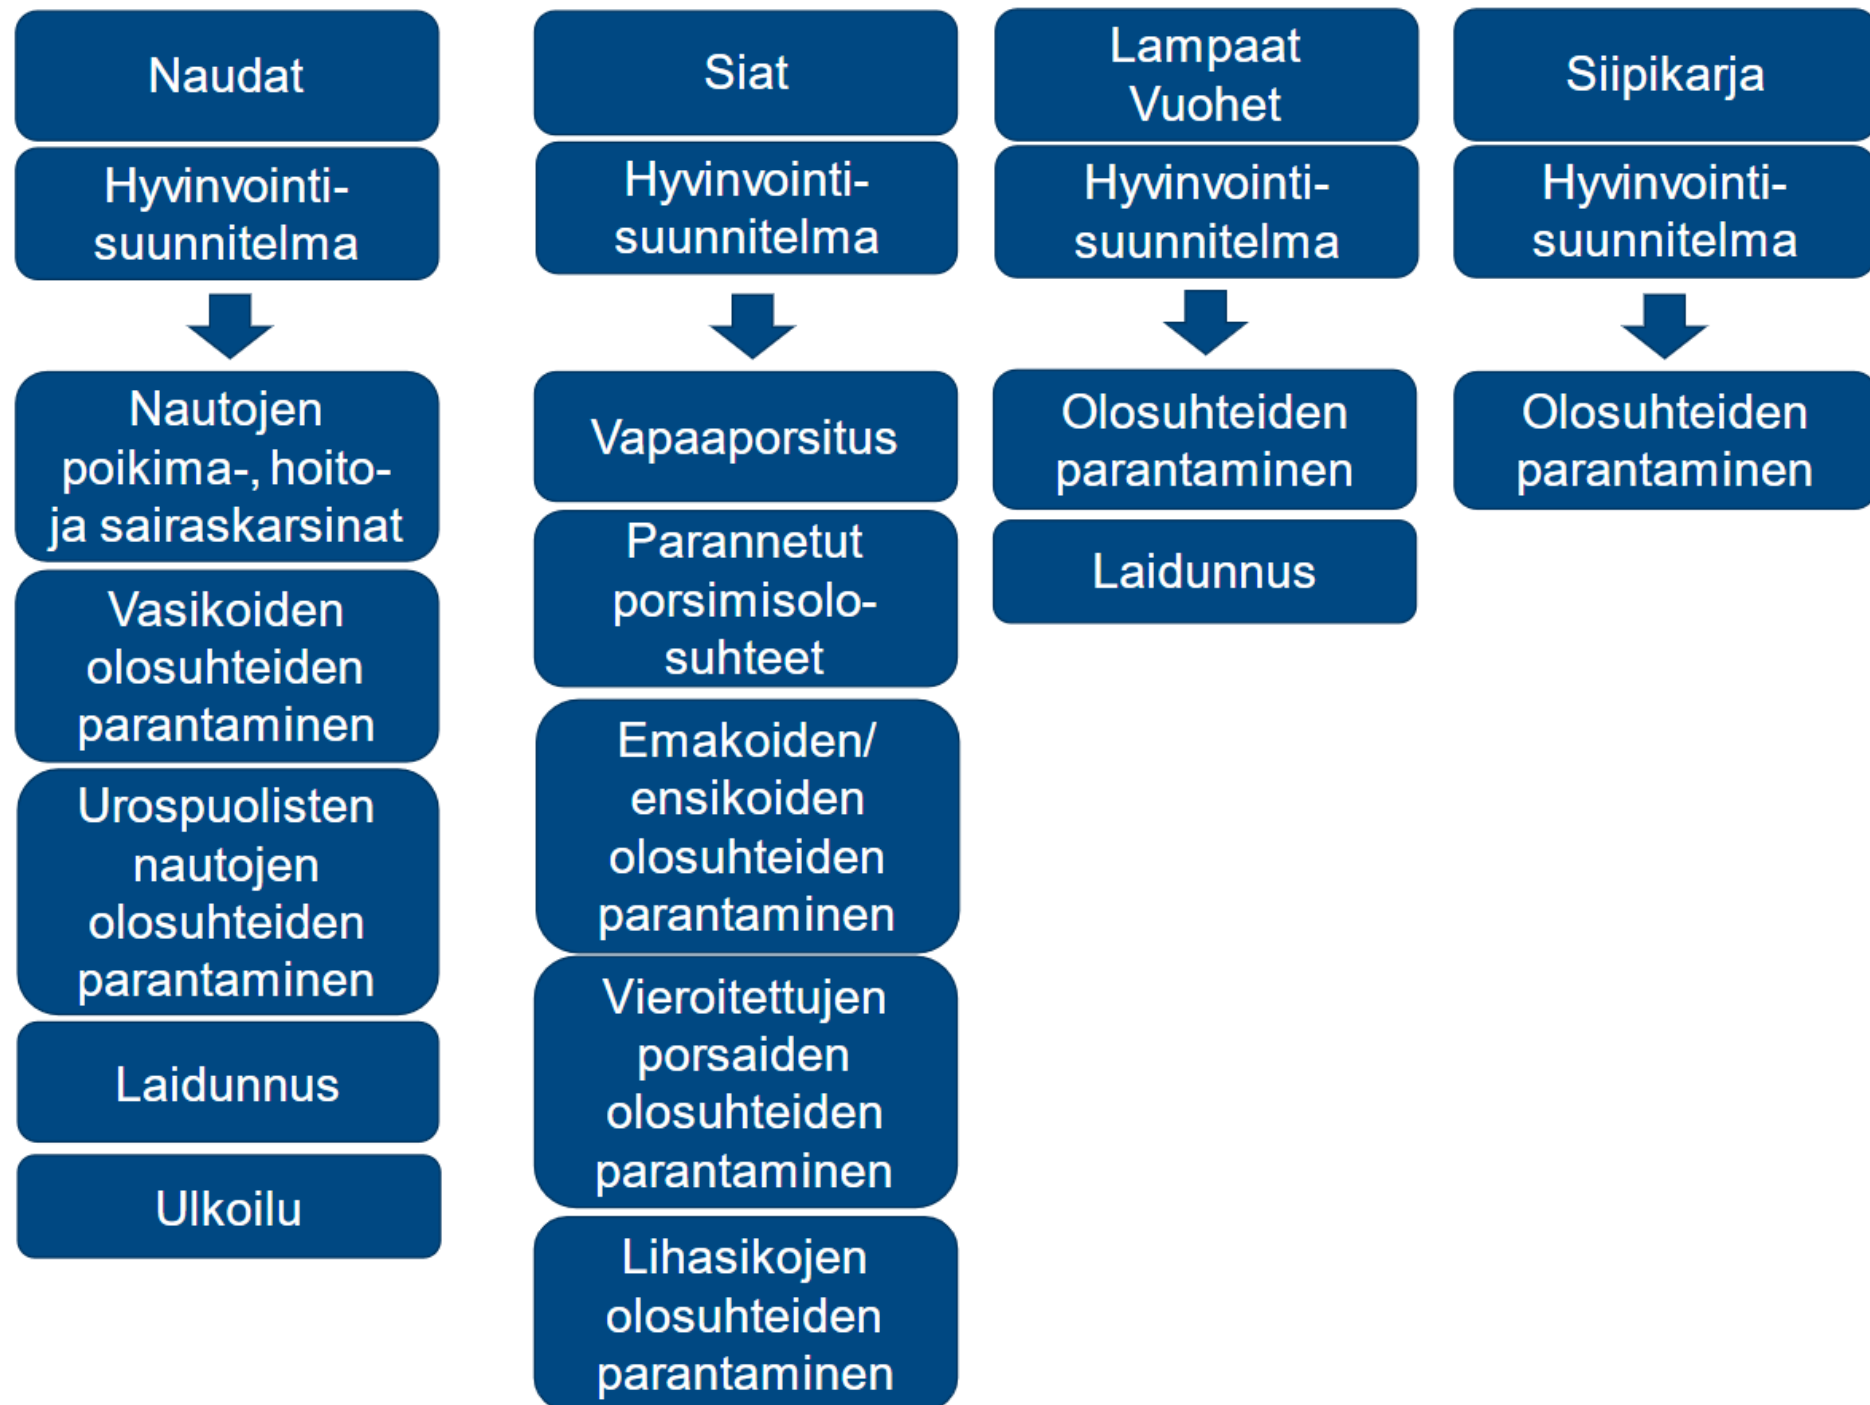 Naudat
Hyvinvointi-
suunnitelma
Nautojen
poikima-, hoito-
ja sairaskarsinat
Vasikoiden
olosuhteiden
parantaminen
Urospuolisten
nautojen
olosuhteiden
parantaminen
Laidunnus
Ulkoilu
Siat
Hyvinvointi-
suunnitelma
Vapaaporsitus
Parannetut
porsimisolo-
suhteet
Emakoiden/
ensikoiden
olosuhteiden
parantaminen
Vieroitettujen
porsaiden
olosuhteiden
parantaminen
Lihasikojen
olosuhteiden
parantaminen
Lampaat
Vuohet
Hyvinvointi-
suunnitelma
Olosuhteiden
parantaminen
Laidunnus
Siipikarja
Hyvinvointi-
suunnitelma
Olosuhteiden
parantaminen